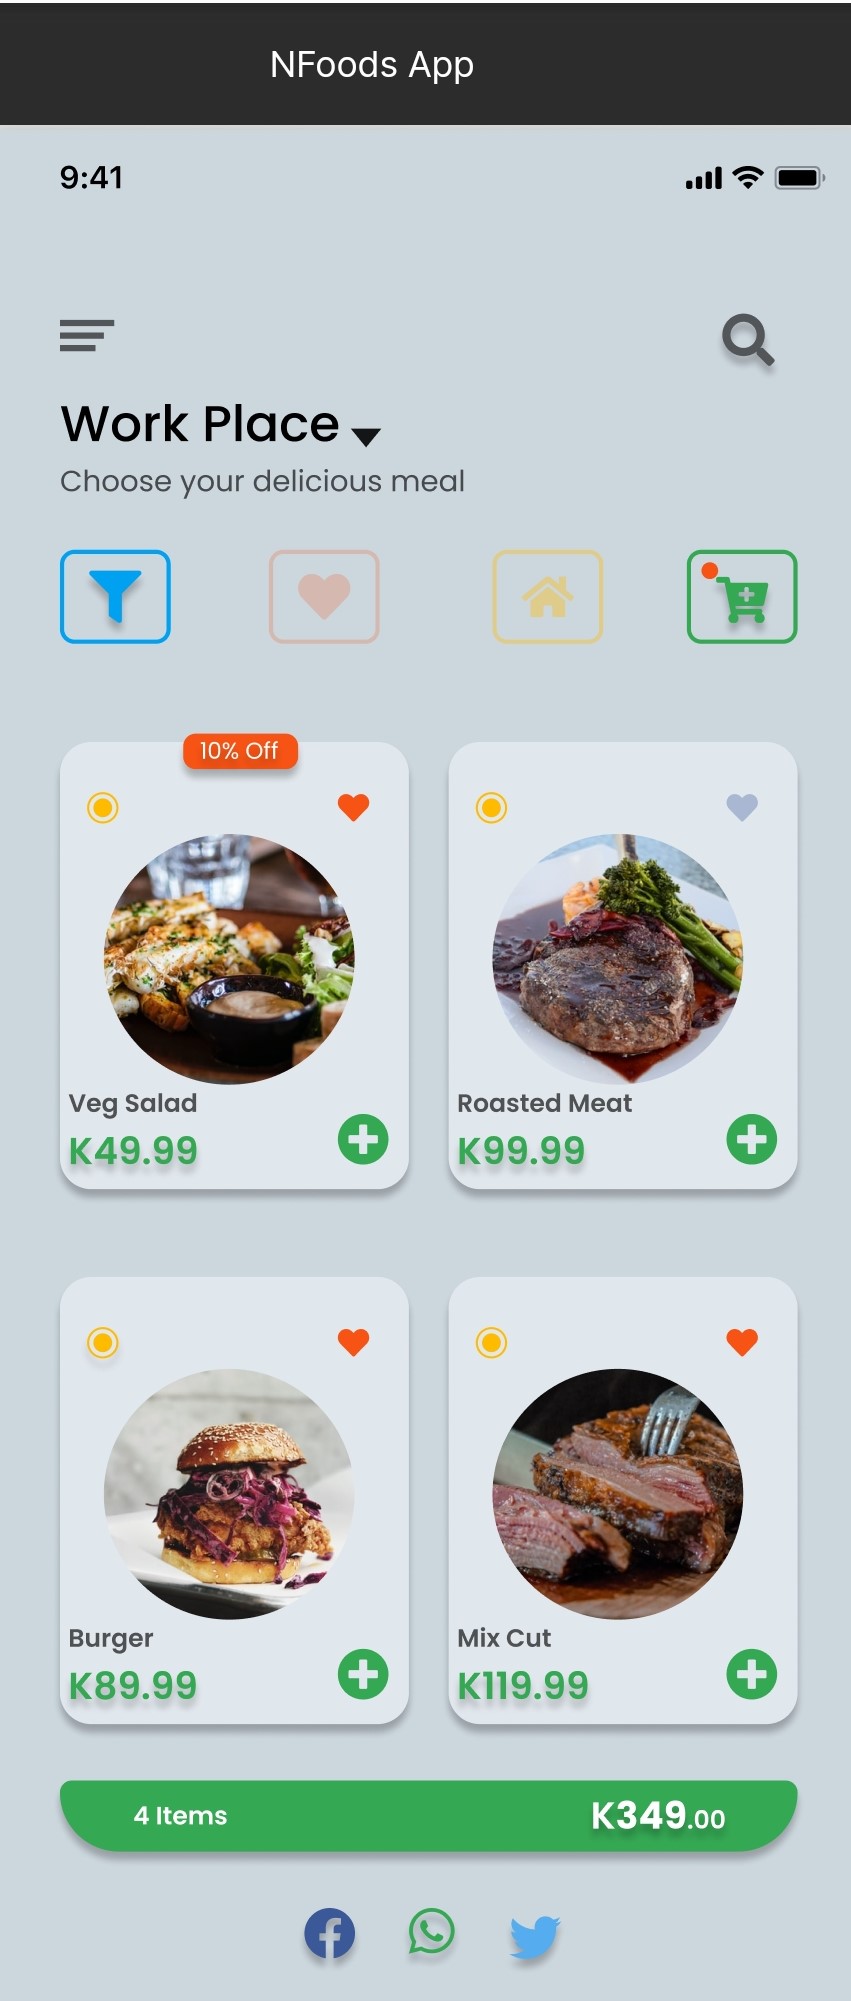 NFoods App
9:41
Work Place
Choose your delicious meal
10% Off
Veg Salad
K49.99
Roasted Meat
K99.99
Burger
K89.99
Mix Cut
K119.99
4 Items K349.00